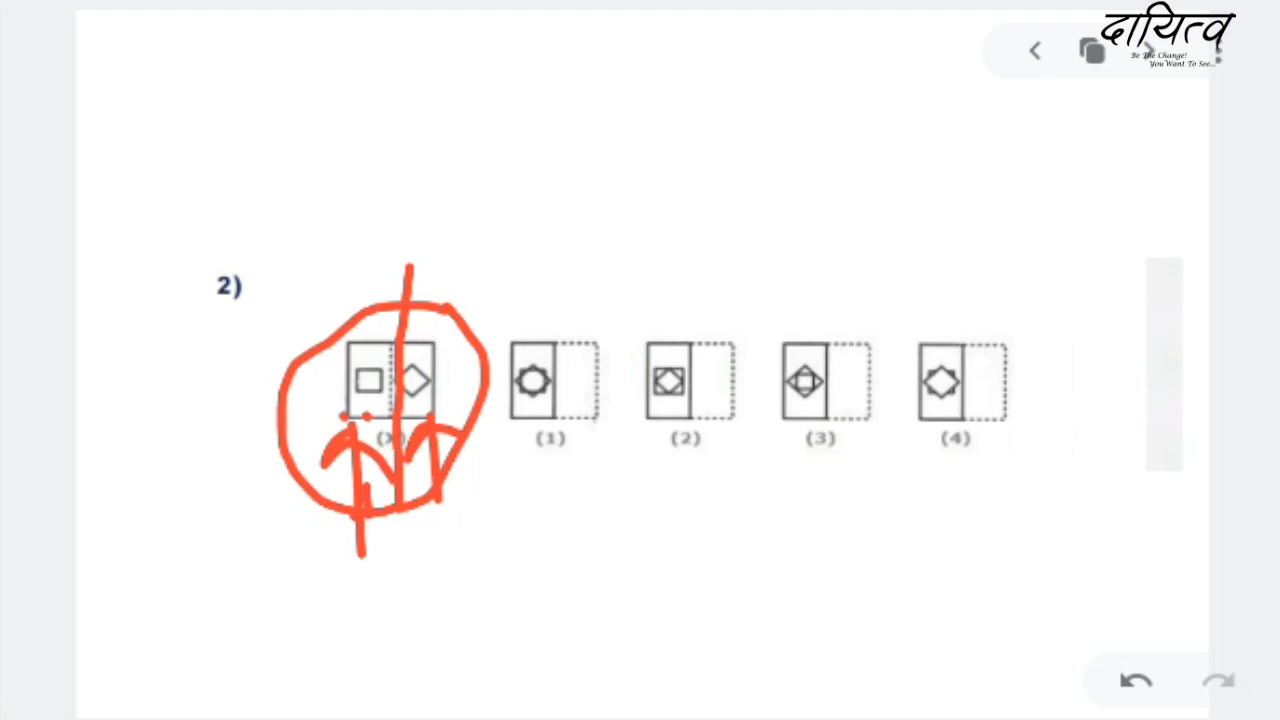 दायित्व
Be The Change!
You Want To See...
2)
(X) (1) (2) (3) (4)